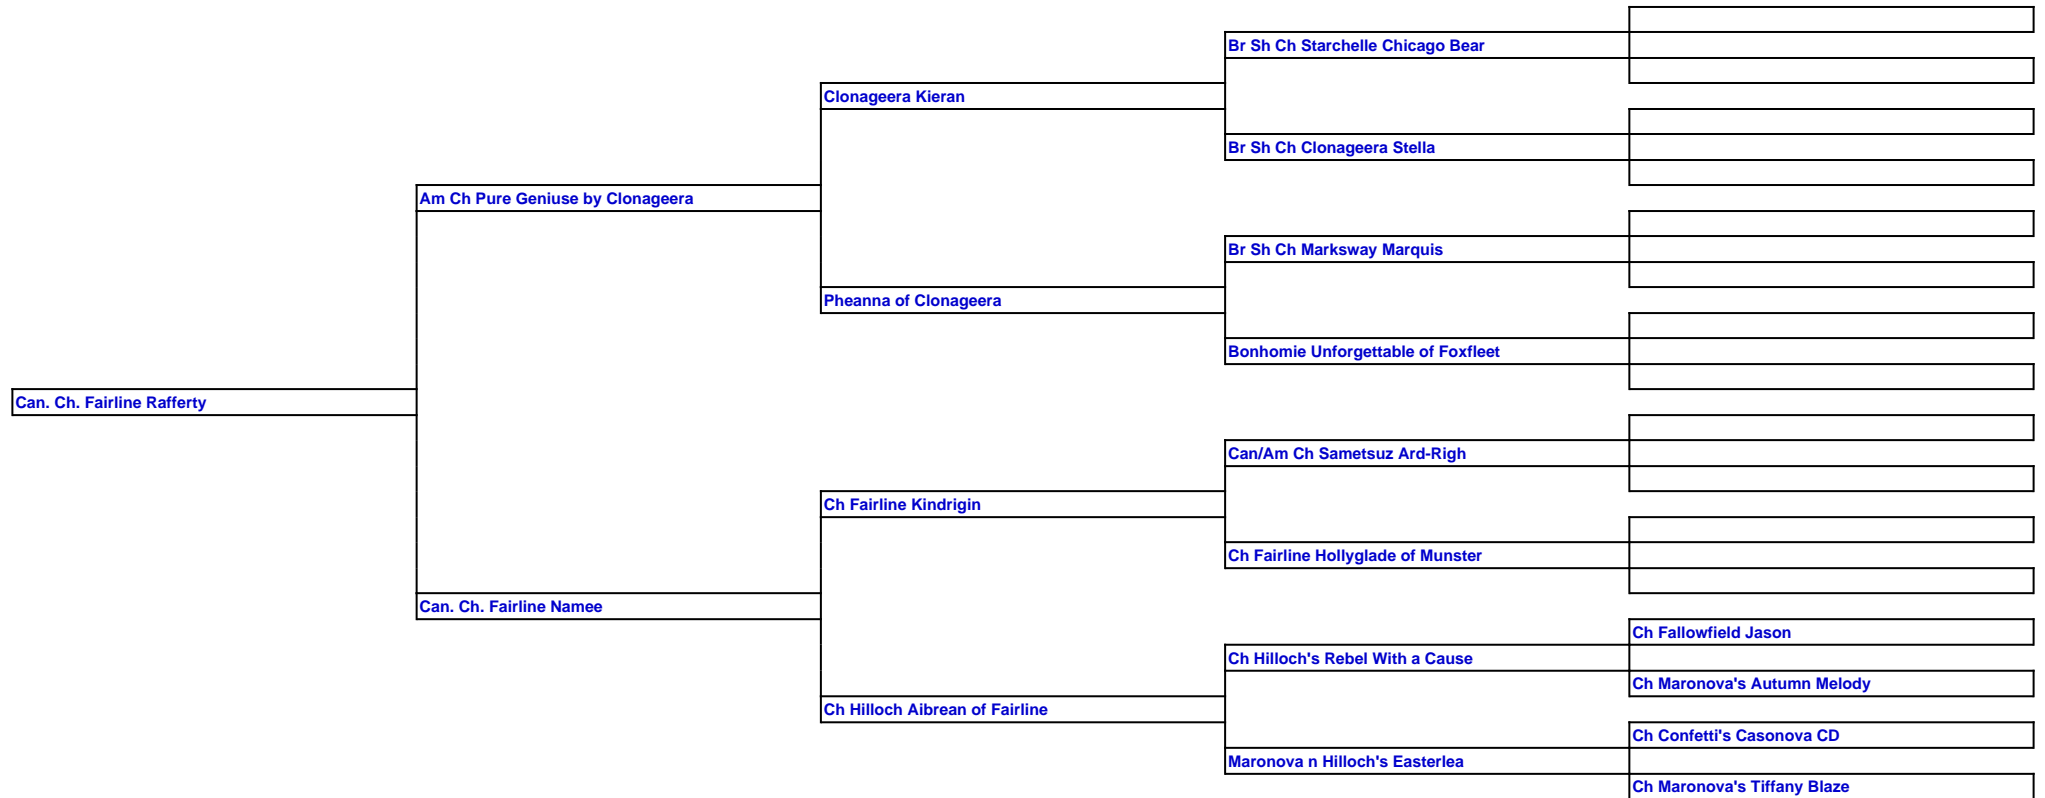 Br Sh Ch Starchelle Chicago Bear
Clonageera Kieran
Br Sh Ch Clonageera Stella
Am Ch Pure Geniuse by Clonageera
Br Sh Ch Marksway Marquis
Pheanna of Clonageera
Bonhomie Unforgettable of Foxfleet
Can. Ch. Fairline Rafferty
Can/Am Ch Sametsuz Ard-Righ
Ch Fairline Kindrigin
Ch Fairline Hollyglade of Munster
Can. Ch. Fairline Namee
Ch Fallowfield Jason
Ch Hilloch's Rebel With a Cause
Ch Maronova's Autumn Melody
Ch Hilloch Aibrean of Fairline
Ch Confetti's Casonova CD
Maronova n Hilloch's Easterlea
Ch Maronova's Tiffany Blaze